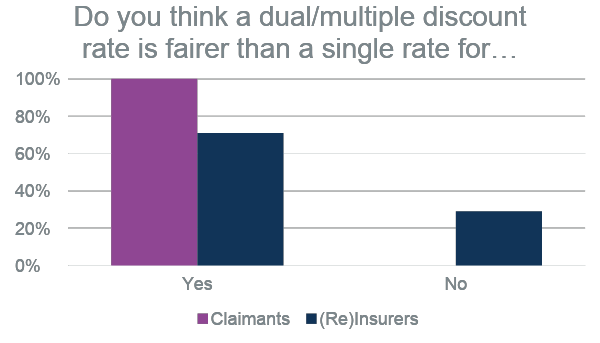 Do you think a dual/multiple discount
rate is fairer than a single rate for…
100%
80%
60%
40%
20%
0%
Yes No
Claimants (Re)Insurers